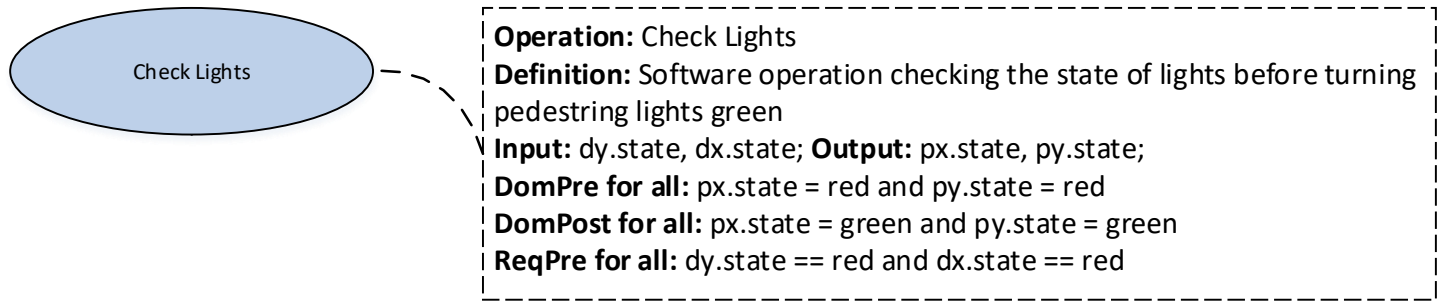 Check Lights
Operation: Check Lights
Definition: Software operation checking the state of lights before turning
pedestring lights green
Input: dy.state, dx.state; Output: px.state, py.state;
DomPre for all: px.state = red and py.state = red
DomPost for all: px.state = green and py.state = green
ReqPre for all: dy.state == red and dx.state == red